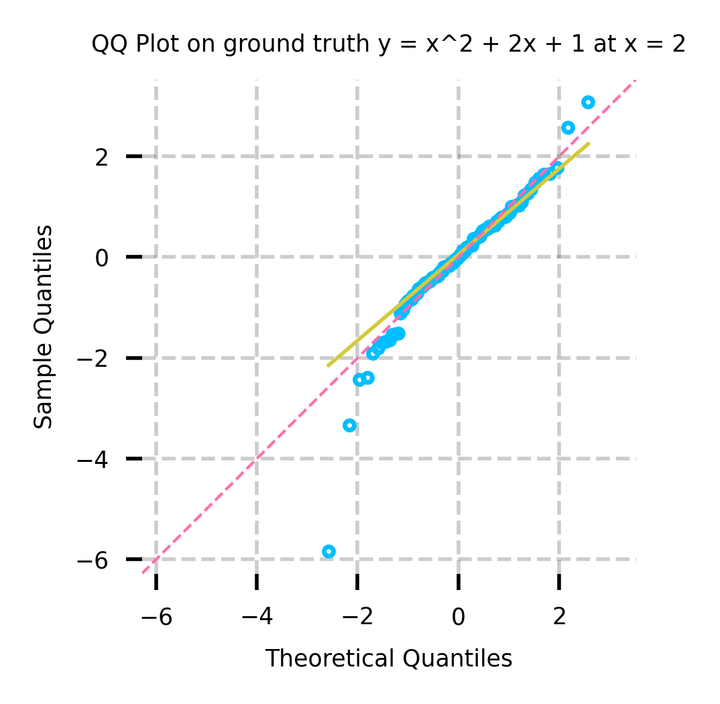 QQ Plot on ground truth y = x^2 + 2x + 1 at x = 2
2
0
−2
−4
−6
Sample Quantiles
−6 −4 −2 0 2
Theoretical Quantiles